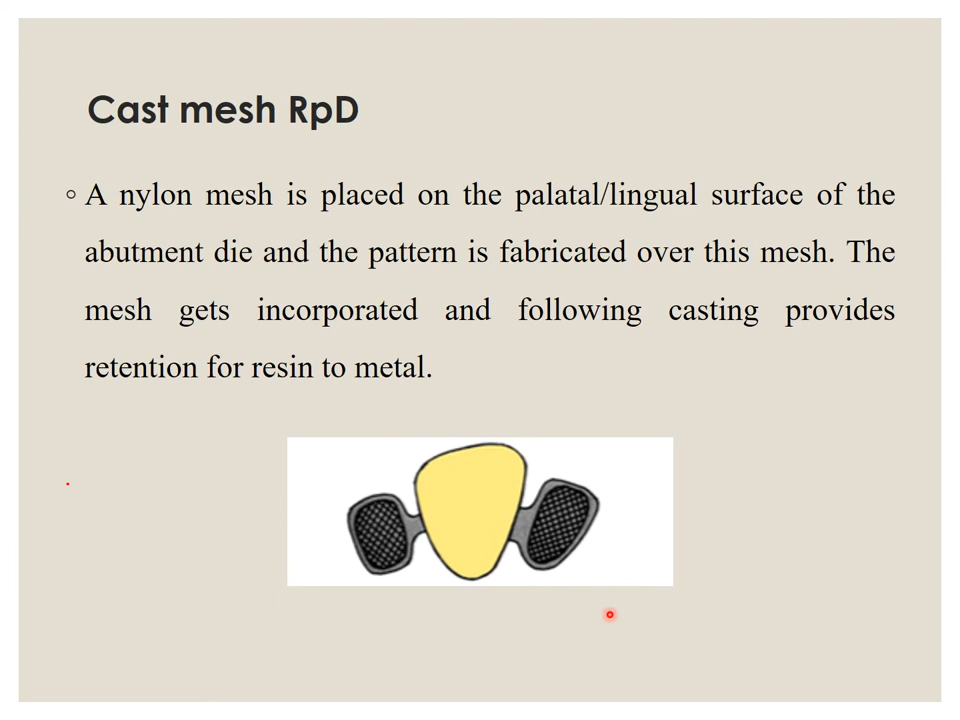 Cast mesh RpD
◦ A nylon mesh is placed on the palatal/lingual surface of the
abutment die and the pattern is fabricated over this mesh. The
mesh gets incorporated and following casting provides
retention for resin to metal.
.